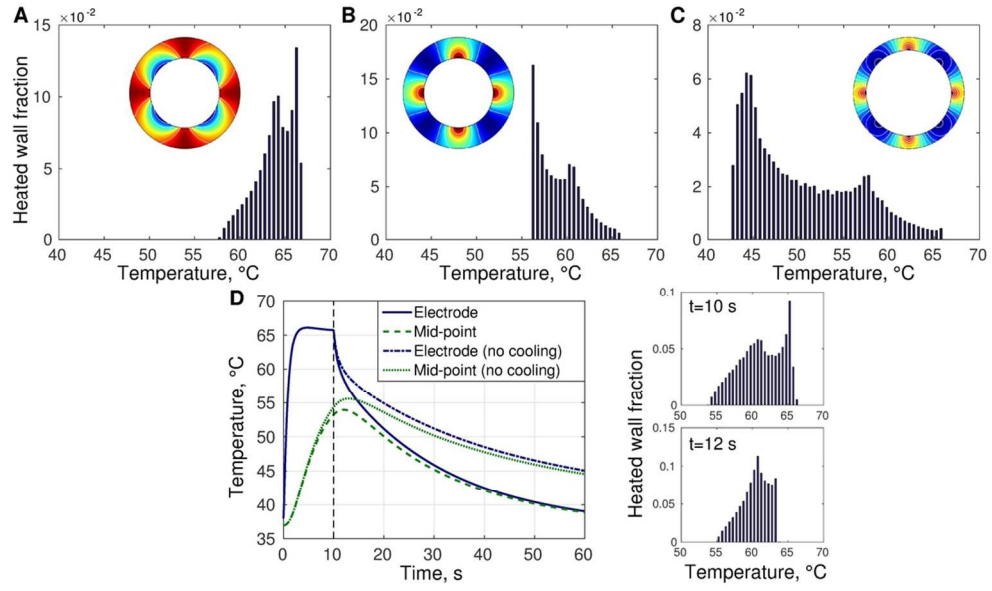 A
15
×10⁻²
10
5
0
Heated wall fraction
40 45 50 55 60 65 70
Temperature, °C
B
20
×10⁻²
15
10
5
0
40 45 50 55 60 65 70
Temperature, °C
C
8
×10⁻²
6
4
2
0
40 45 50 55 60 65 70
Temperature, °C
D
70
65
60
55
50
45
40
35
Temperature, °C
Electrode
Mid-point
Electrode (no cooling)
Mid-point (no cooling)
0 10 20 30 40 50 60
Time, s
Heated wall fraction
0.1
t=10 s
0.05
0
50 55 60 65 70
0.15
t=12 s
0.1
0.05
0
50 55 60 65 70
Temperature, °C